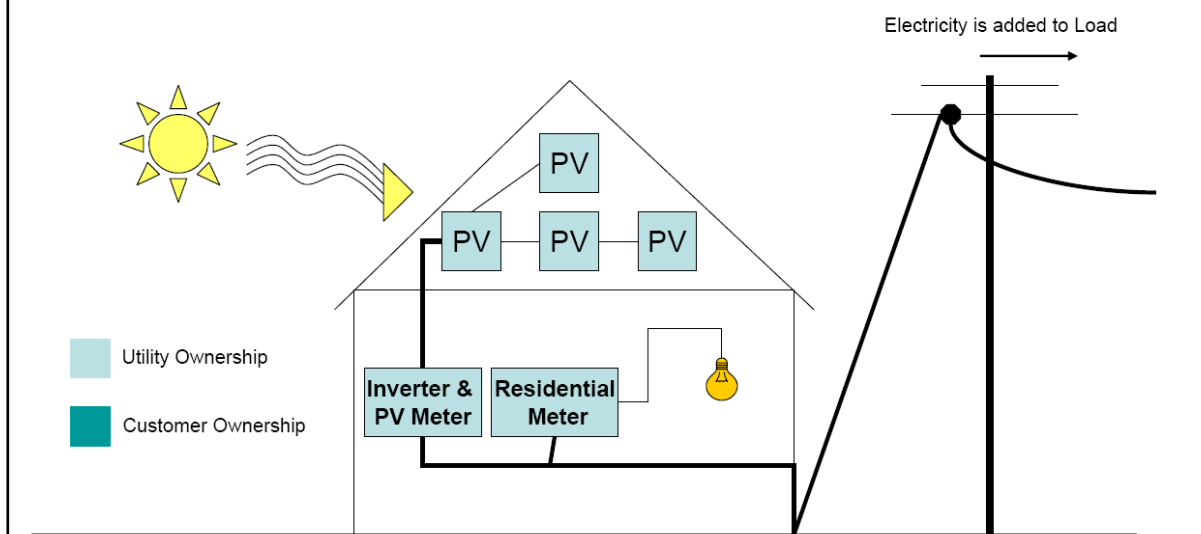 Electricity is added to Load
PV
PV
PV
PV
Utility Ownership
Customer Ownership
Inverter &
PV Meter
Residential
Meter